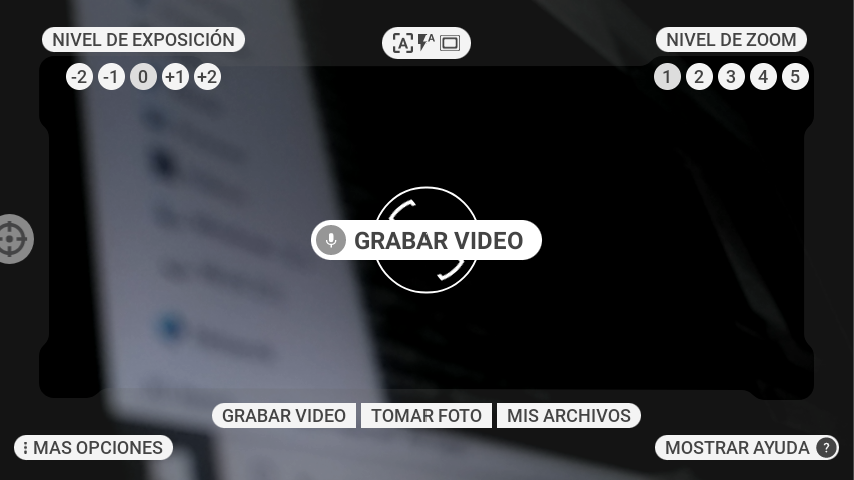 NIVEL DE EXPOSICIÓN
A
A
NIVEL DE ZOOM
-2 -1 0 +1 +2
1 2 3 4 5
GRABAR VIDEO
GRABAR VIDEO TOMAR FOTO MIS ARCHIVOS
MAS OPCIONES
MOSTRAR AYUDA ?